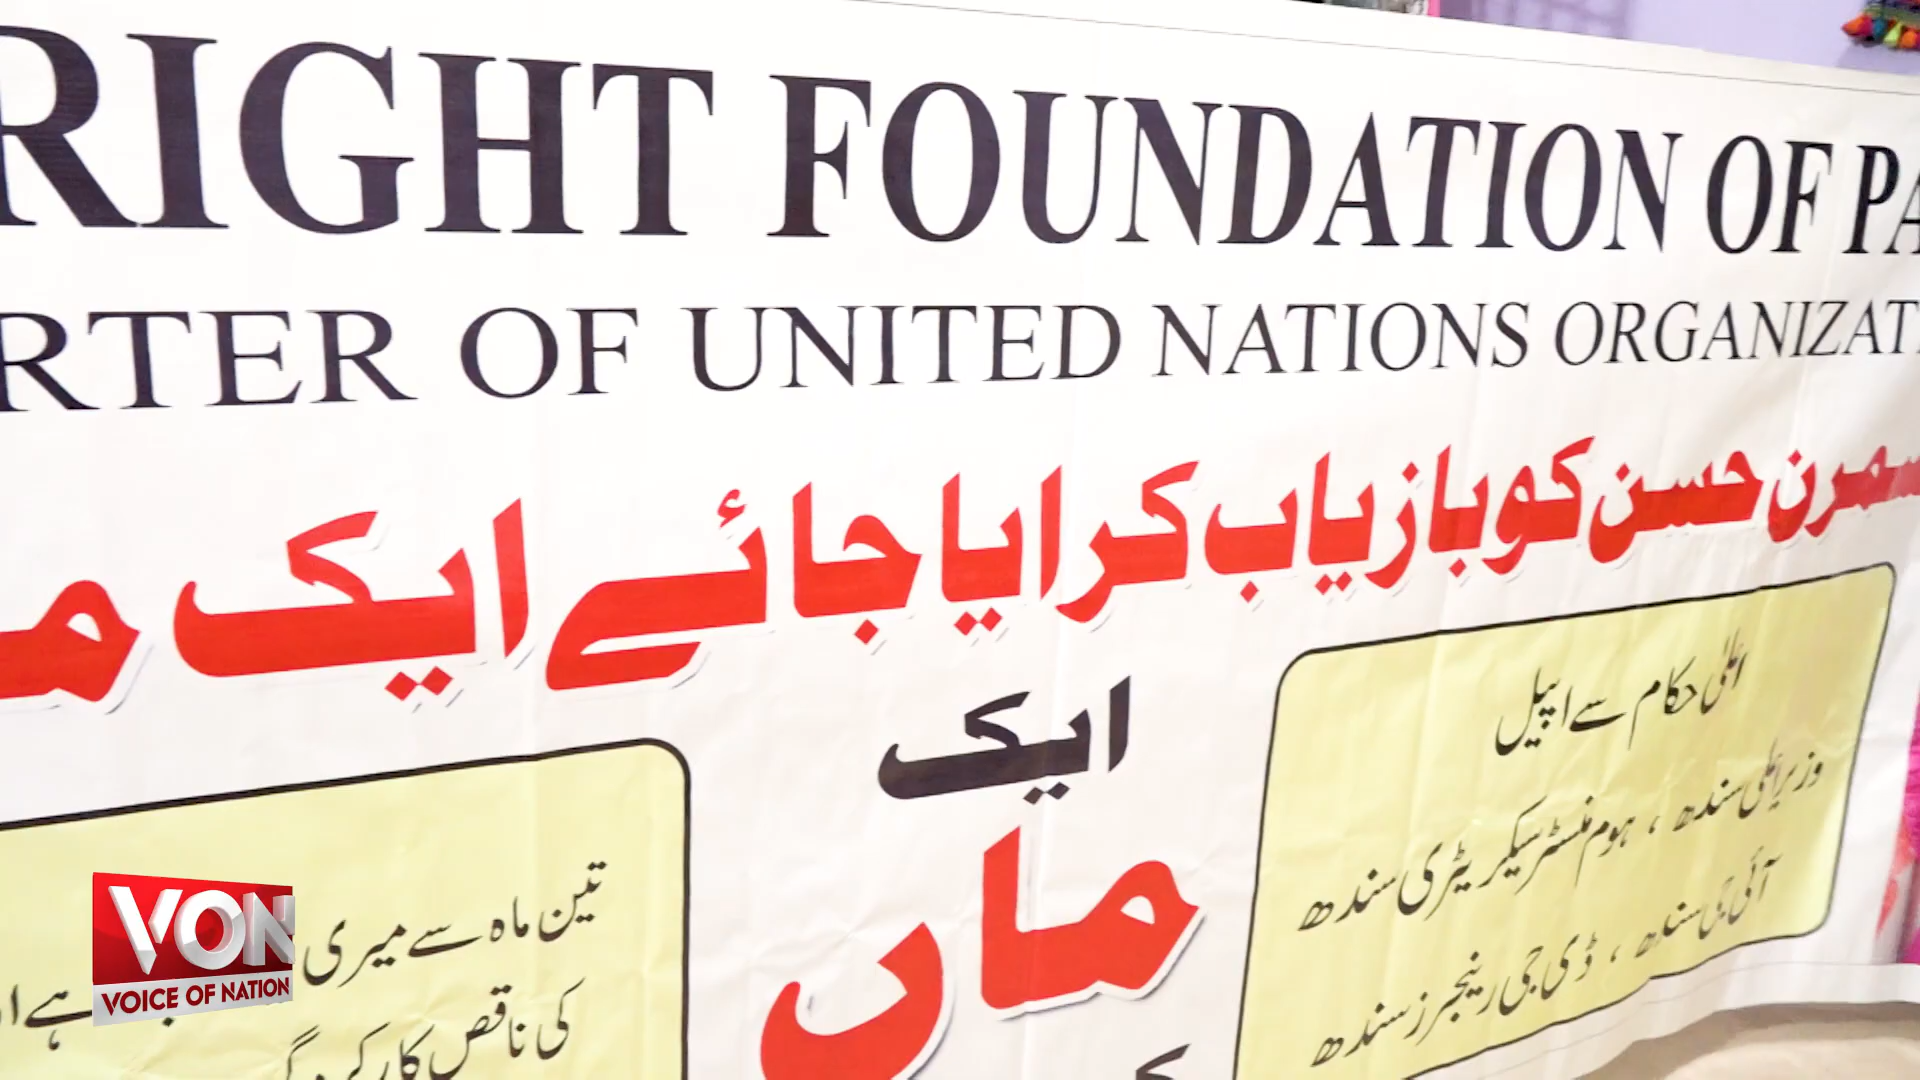 RIGHT FOUNDATION OF PA
RTER OF UNITED NATIONS ORGANIZAT
سمرن حسن کو بازیاب کرایا جائے ایک م
ایک
ماں
اعلیٰ حکام سے اپیل
وزیراعلیٰ سندھ ، ہوم منسٹر سیکریٹری سندھ
آئی جی سندھ ، ڈی جی رینجرز سندھ
تین ماہ سے میری
ہے
کی ناقص کارکردگی
VON
VOICE OF NATION